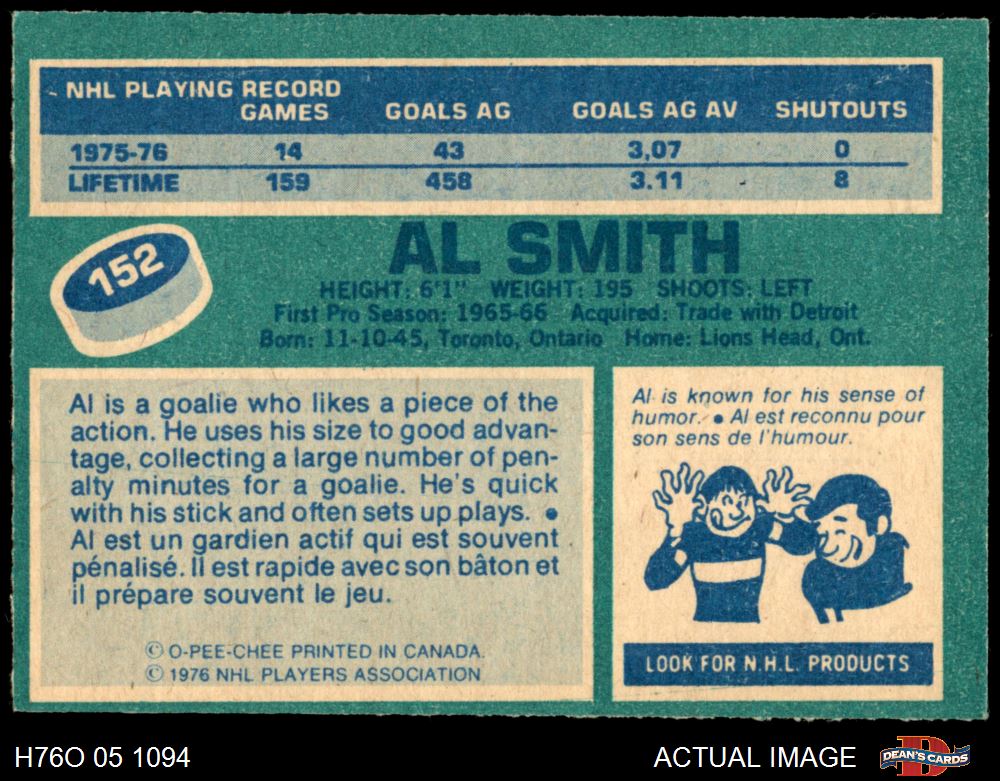 NHL PLAYING RECORD
GAMES GOALS AG GOALS AG AV SHUTOUTS
1975-76 14 43 3,07 0
LIFETIME 159 458 3.11 8
152
AL SMITH
HEIGHT: 6'1" WEIGHT: 195 SHOOTS: LEFT
First Pro Season: 1965-66 Acquired: Trade with Detroit
Born: 11-10-45, Toronto, Ontario Home: Lions Head, Ont.
Al is a goalie who likes a piece of the
action. He uses his size to good advan-
tage, collecting a large number of pen-
alty minutes for a goalie. He's quick
with his stick and often sets up plays. •
Al est un gardien actif qui est souvent
pénalisé. Il est rapide avec son bâton et
il prépare souvent le jeu.
© O-PEE-CHEE PRINTED IN CANADA.
© 1976 NHL PLAYERS ASSOCIATION
Al is known for his sense of
humor. • Al est reconnu pour
son sens de l'humour.
LOOK FOR N.H.L. PRODUCTS
H76O 05 1094
ACTUAL IMAGE
D
DEAN'S CARDS